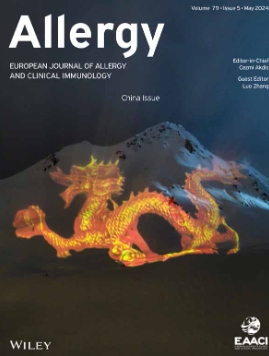 Volume 79 • Issue 5 • May 2024
Allergy
EUROPEAN JOURNAL OF ALLERGY
AND CLINICAL IMMUNOLOGY
Editor-in-Chief
Cezmi Akdis
Guest Editor
Luo Zhang
China Issue
WILEY
EAACI